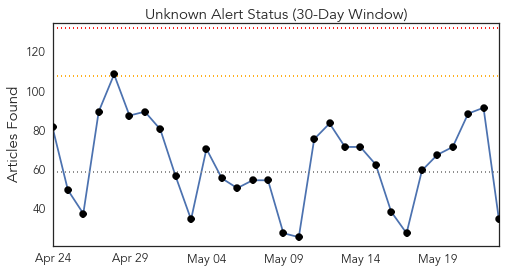 Unknown Alert Status (30-Day Window)
Articles Found
120
100
80
60
40
Apr 24 Apr 29 May 04 May 09 May 14 May 19